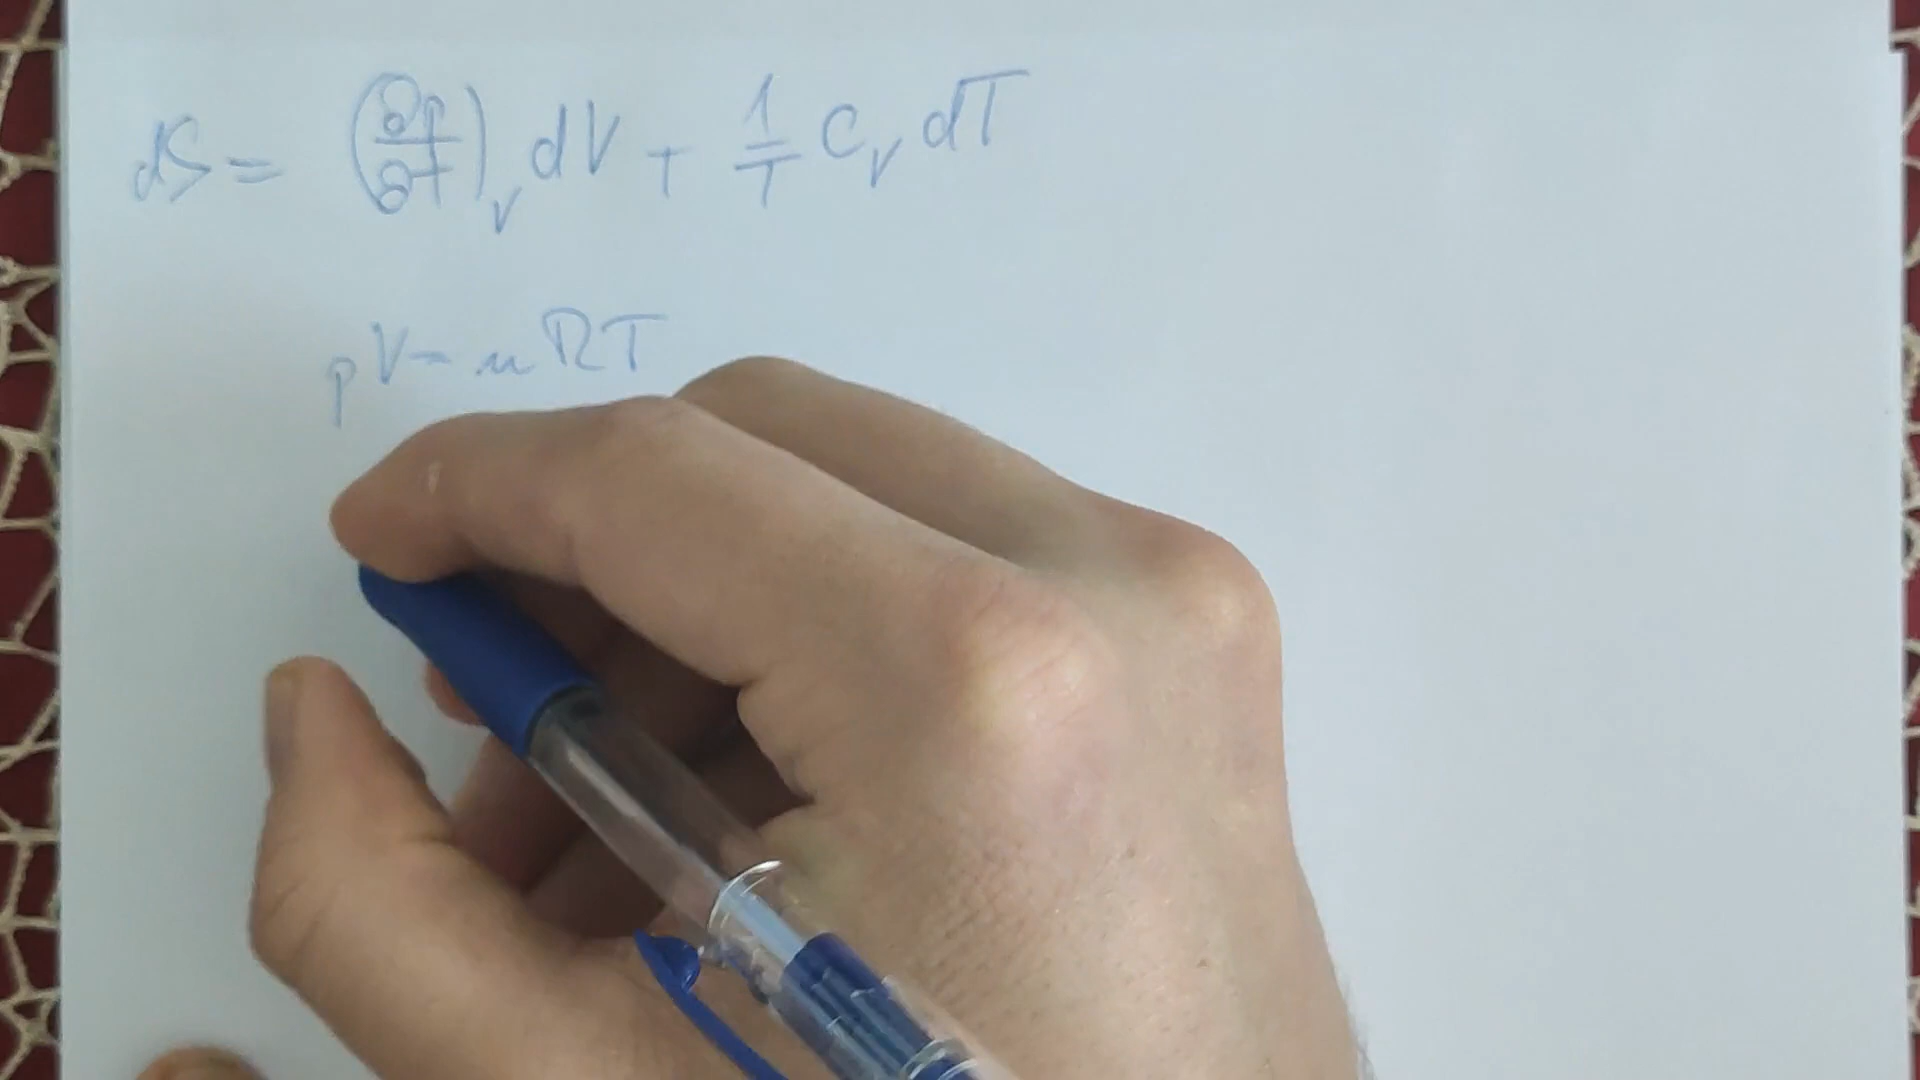 dS = (∂p/∂T)_V dV + 1/T C_V dT
pV = nRT